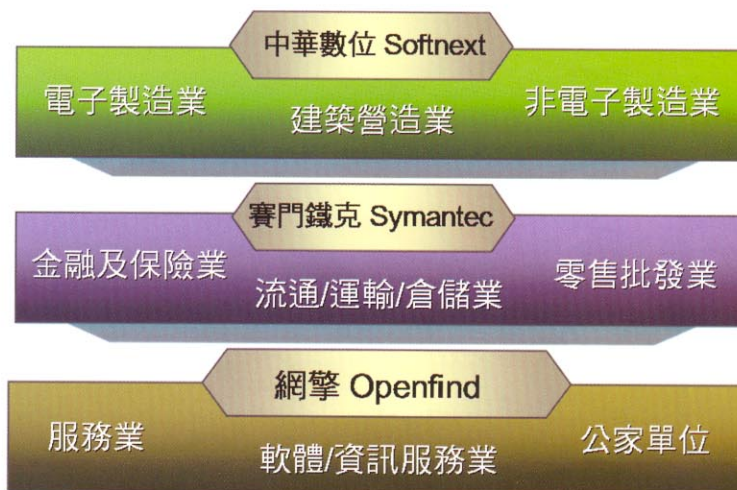 中華數位 Softnext
電子製造業
建築營造業
非電子製造業
賽門鐵克 Symantec
金融及保險業
流通/運輸/倉儲業
零售批發業
網擎 Openfind
服務業
軟體/資訊服務業
公家單位